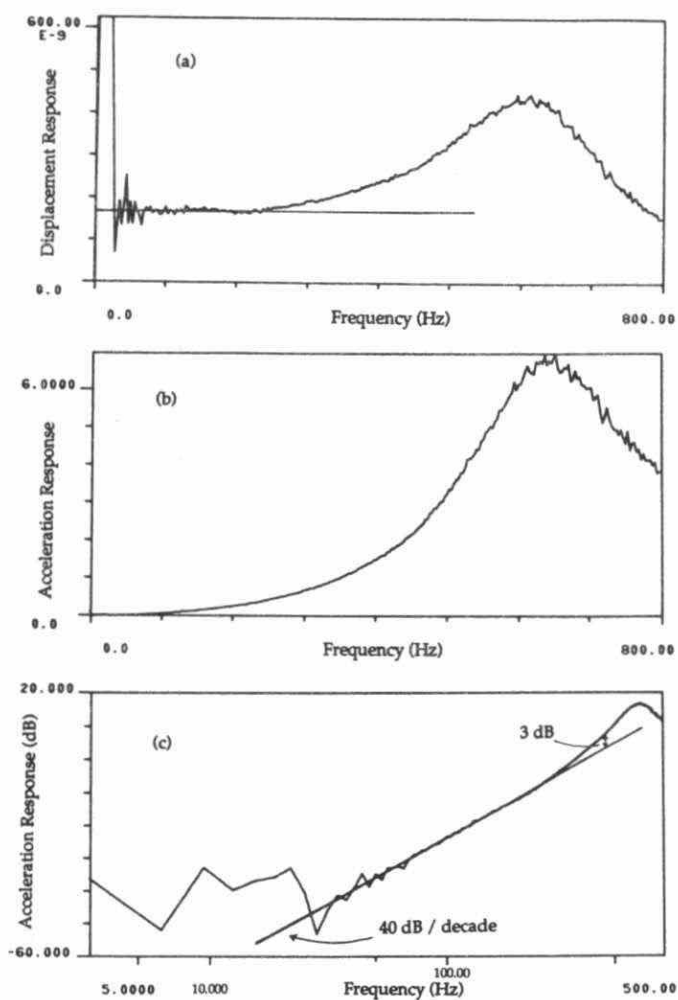 600.00
E-9
(a)
Displacement Response
0.0
0.0
Frequency (Hz)
800.00
6.0000
(b)
Acceleration Response
0.0
0.0
Frequency (Hz)
800.00
20.000
(c)
3 dB
Acceleration Response (dB)
40 dB / decade
-60.000
5.0000
10.000
100.00
Frequency (Hz)
500.00